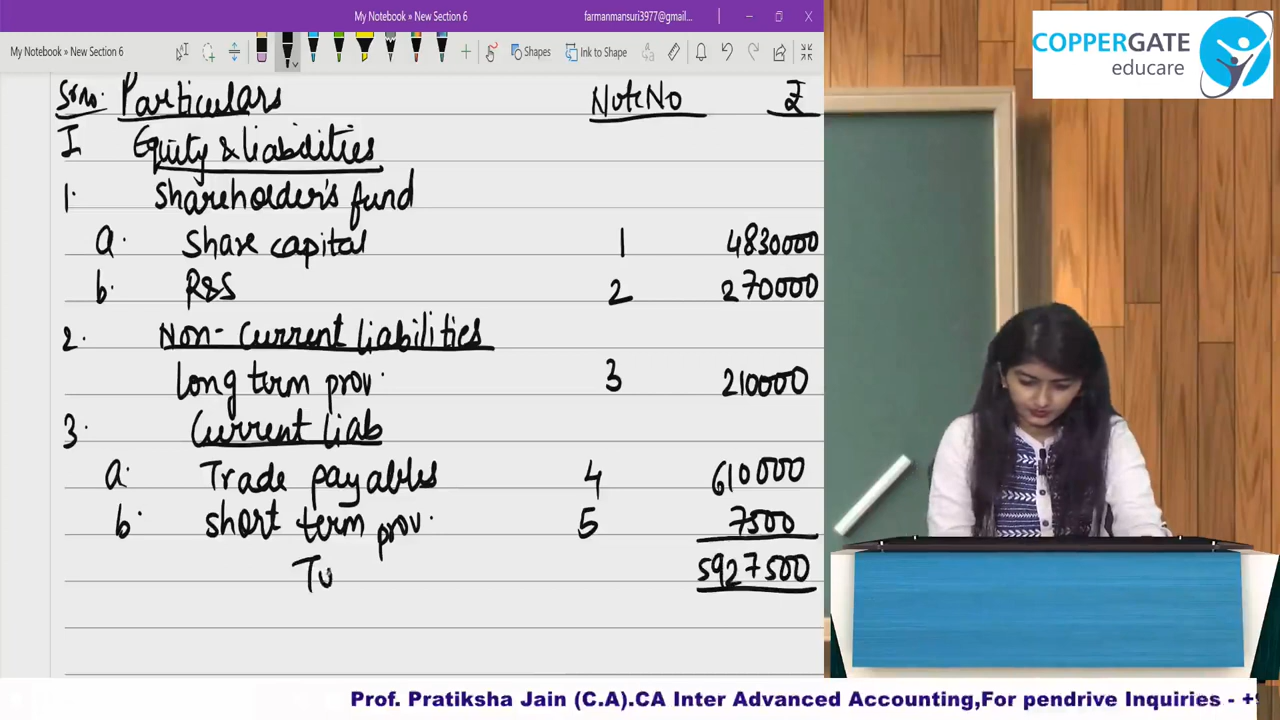 My Notebook » New Section 6
farmanmansuri3977@gmail...
My Notebook » New Section 6
Shapes
Ink to Shape
COPPERGATE
educare
Sr.No. Particulars Note No ₹
I Equity & liabilities
1. Shareholder's fund
a. Share capital 1 4830000
b. R&S 2 270000
2. Non-Current liabilities
Long term prov. 3 210000
3. Current Liab
a. Trade payables 4 610000
b. short term prov. 5 7500
To 5927500
Prof. Pratiksha Jain (C.A).CA Inter Advanced Accounting,For pendrive Inquiries - +9